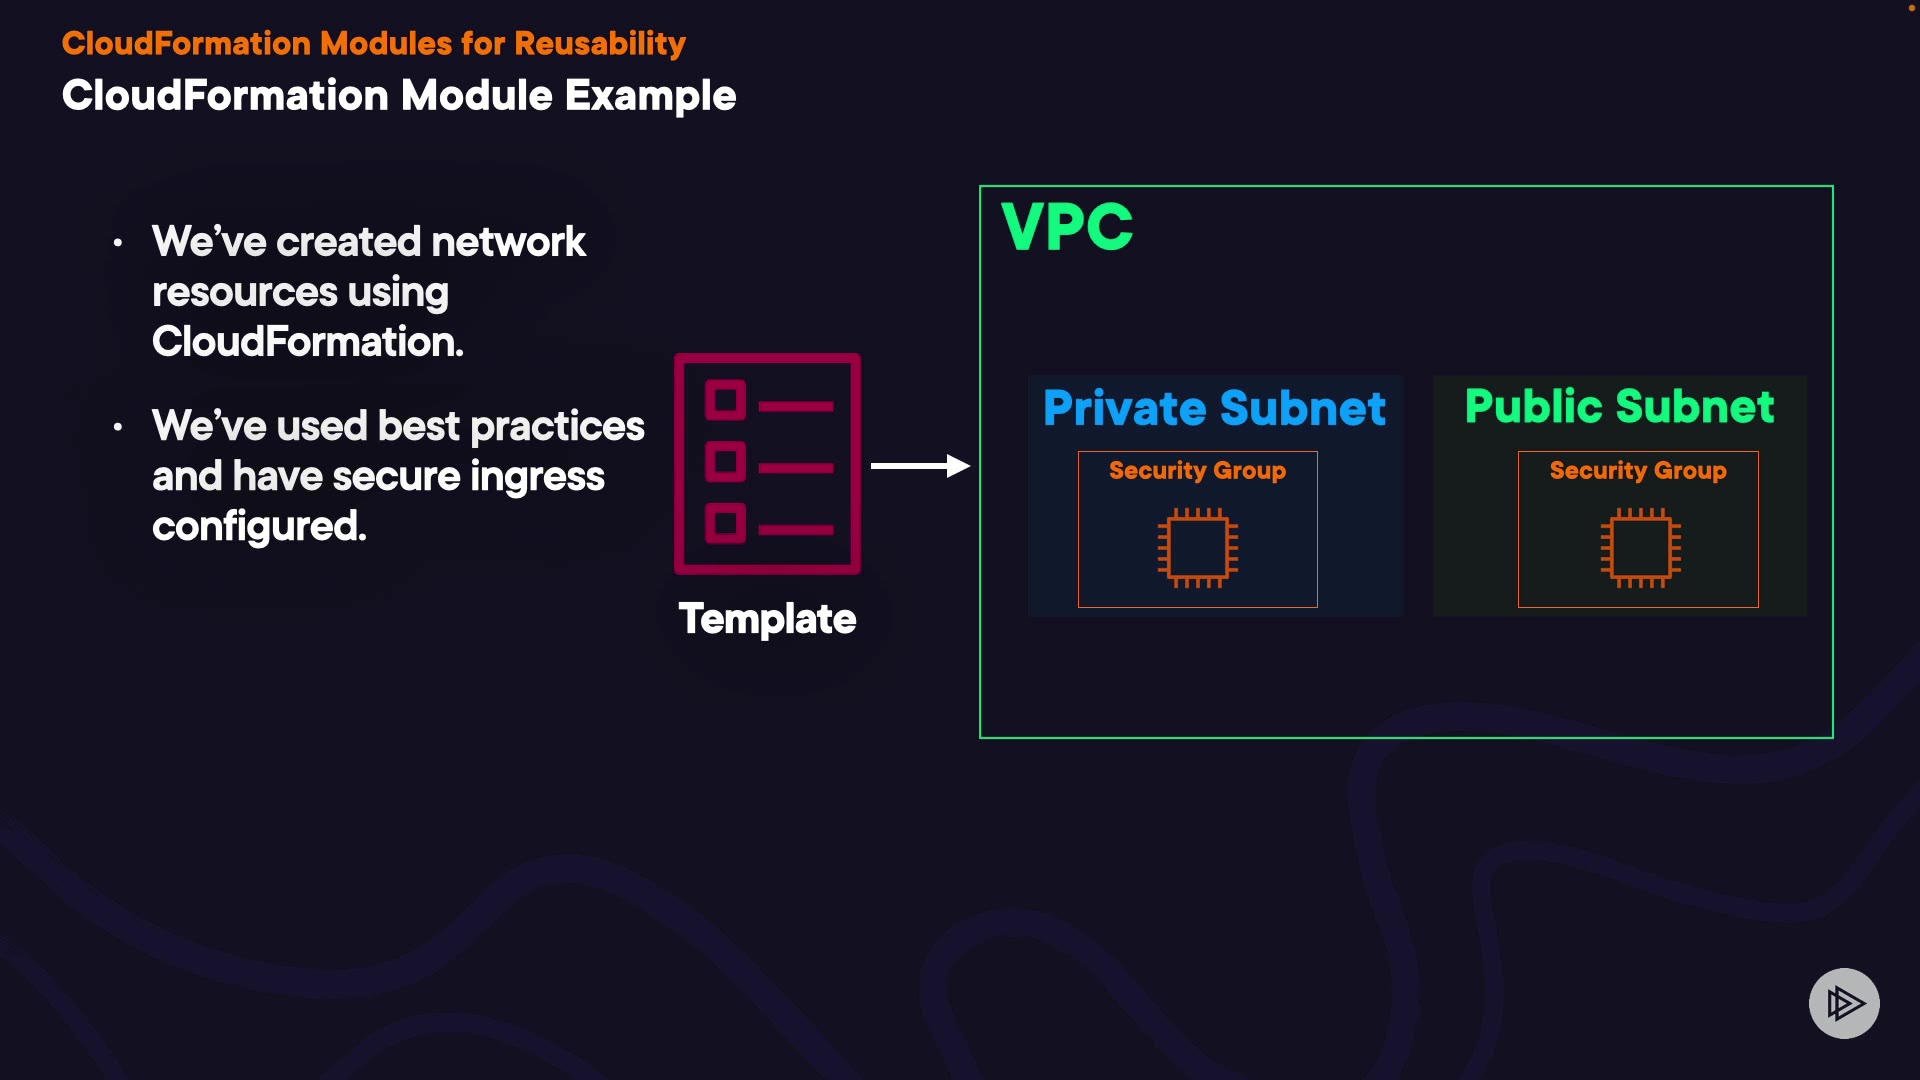 CloudFormation Modules for Reusability
CloudFormation Module Example
• We’ve created network
resources using
CloudFormation.
• We’ve used best practices
and have secure ingress
configured.
Template
VPC
Private Subnet
Security Group
Public Subnet
Security Group